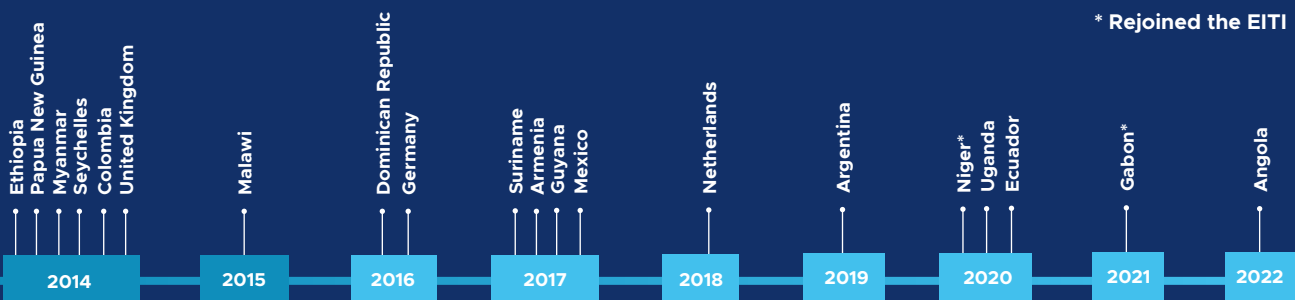 * Rejoined the EITI
Ethiopia
Papua New Guinea
Myanmar
Seychelles
Colombia
United Kingdom
Malawi
Dominican Republic
Germany
Suriname
Armenia
Guyana
Mexico
Netherlands
Argentina
Niger*
Uganda
Ecuador
Gabon*
Angola
2014
2015
2016
2017
2018
2019
2020
2021
2022